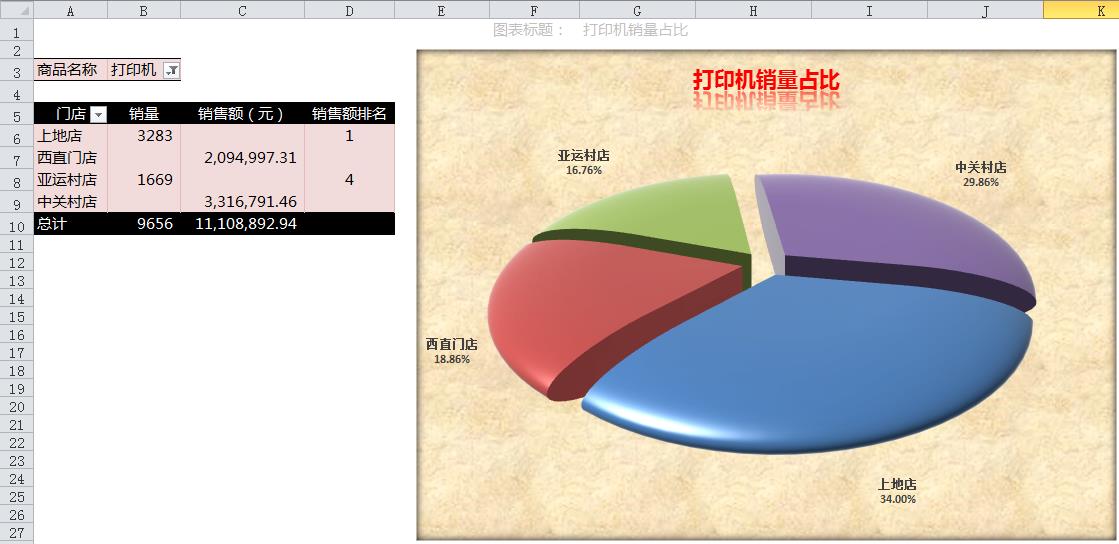 A B C D E F G H I J K
1 图表标题： 打印机销量占比
2
3 商品名称 打印机
4
5 门店 销量 销售额（元） 销售额排名
6 上地店 3283 1
7 西直门店 2,094,997.31
8 亚运村店 1669 4
9 中关村店 3,316,791.46
10 总计 9656 11,108,892.94
11
12
13
14
15
16
17
18
19
20
21
22
23
24
25
26
27
打印机销量占比
亚运村店
16.76%
中关村店
29.86%
西直门店
18.86%
上地店
34.00%